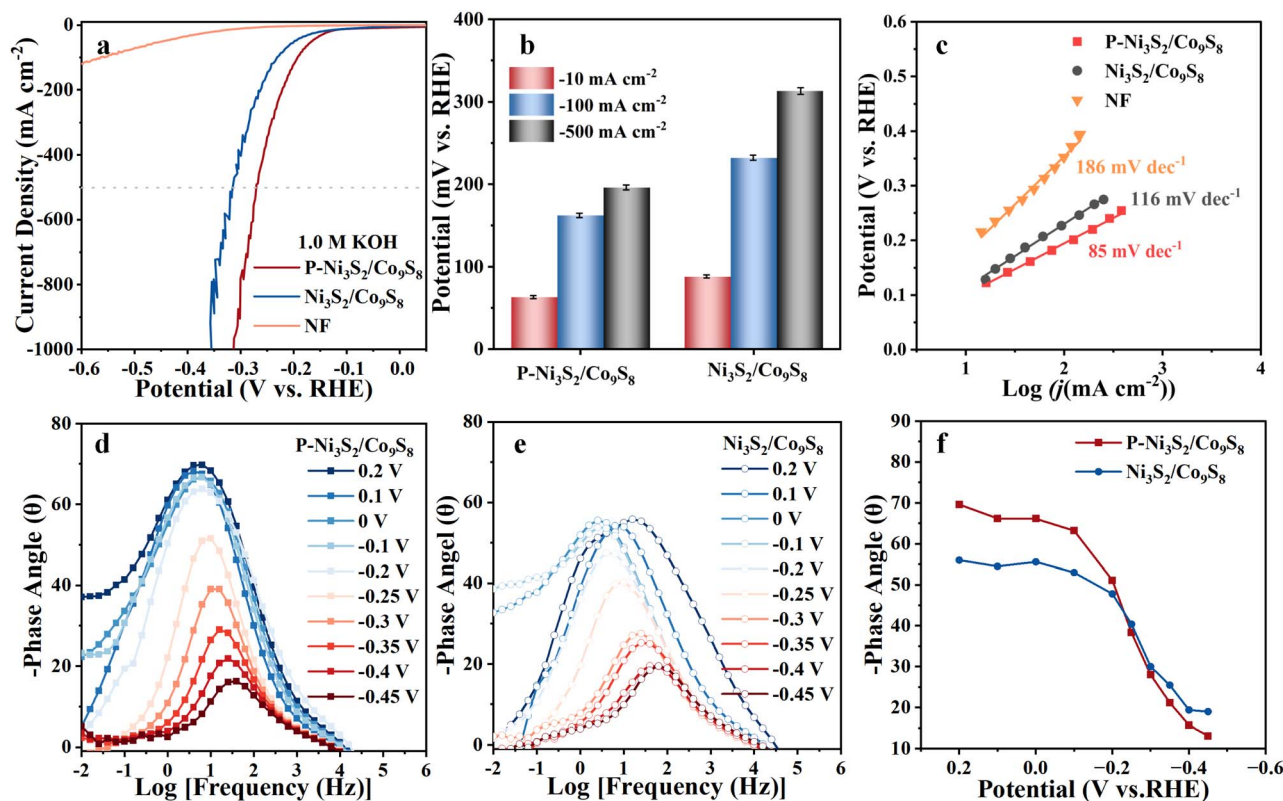 a
Current Density (mA cm⁻²)
0
-200
-400
-600
-800
-1000
1.0 M KOH
P-Ni₃S₂/Co₉S₈
Ni₃S₂/Co₉S₈
NF
-0.6 -0.5 -0.4 -0.3 -0.2 -0.1 0.0
Potential (V vs. RHE)
b
Potential (mV vs. RHE)
400
300
200
100
0
-10 mA cm⁻²
-100 mA cm⁻²
-500 mA cm⁻²
P-Ni₃S₂/Co₉S₈ Ni₃S₂/Co₉S₈
c
Potential (V vs. RHE)
0.6
0.5
0.4
0.3
0.2
0.1
0.0
P-Ni₃S₂/Co₉S₈
Ni₃S₂/Co₉S₈
NF
186 mV dec⁻¹
116 mV dec⁻¹
85 mV dec⁻¹
1 2 3 4
Log (j(mA cm⁻²))
d
-Phase Angle (θ)
80
60
40
20
0
P-Ni₃S₂/Co₉S₈
0.2 V
0.1 V
0 V
-0.1 V
-0.2 V
-0.25 V
-0.3 V
-0.35 V
-0.4 V
-0.45 V
-2 -1 0 1 2 3 4 5 6
Log [Frequency (Hz)]
e
-Phase Angel (θ)
80
60
40
20
0
Ni₃S₂/Co₉S₈
0.2 V
0.1 V
0 V
-0.1 V
-0.2 V
-0.25 V
-0.3 V
-0.35 V
-0.4 V
-0.45 V
-2 -1 0 1 2 3 4 5 6
Log [Frequency (Hz)]
f
-Phase Angle (θ)
90
80
70
60
50
40
30
20
10
P-Ni₃S₂/Co₉S₈
Ni₃S₂/Co₉S₈
0.2 0.0 -0.2 -0.4 -0.6
Potential (V vs.RHE)